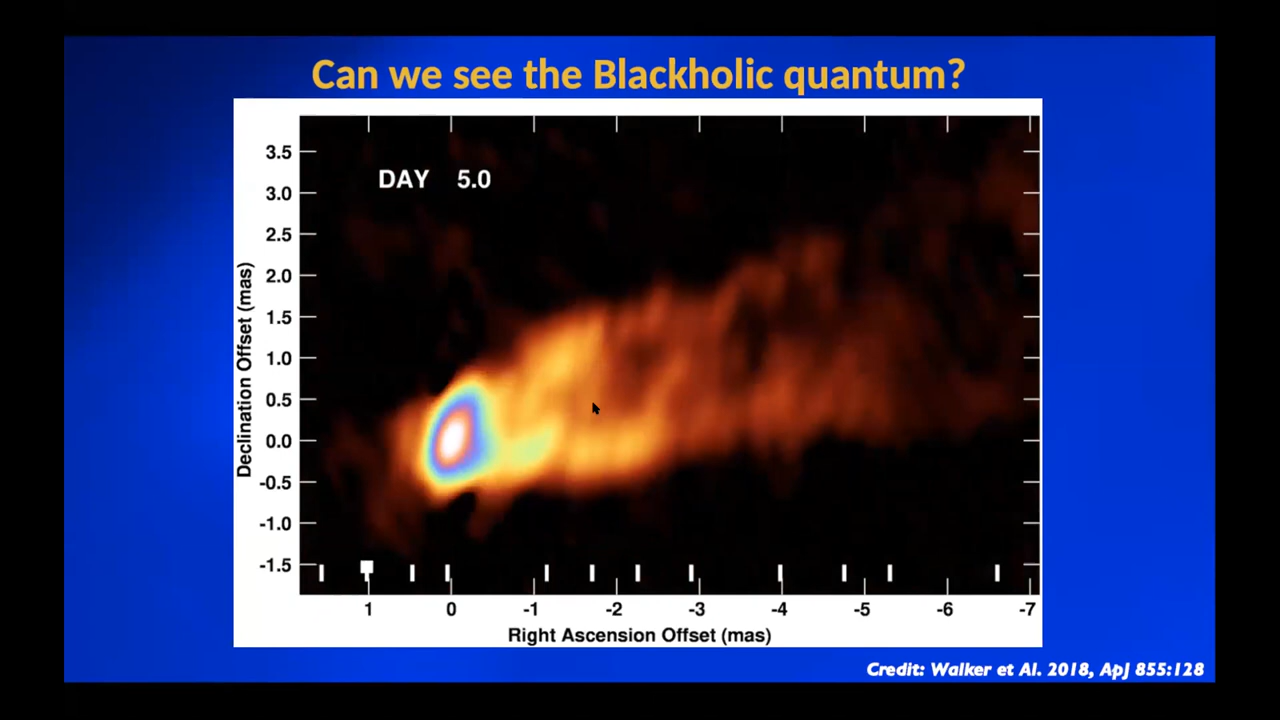 Can we see the Blackholic quantum?
DAY 5.0
3.5
3.0
2.5
2.0
1.5
1.0
0.5
0.0
-0.5
-1.0
-1.5
Declination Offset (mas)
1 0 -1 -2 -3 -4 -5 -6 -7
Right Ascension Offset (mas)
Credit: Walker et Al. 2018, ApJ 855:128